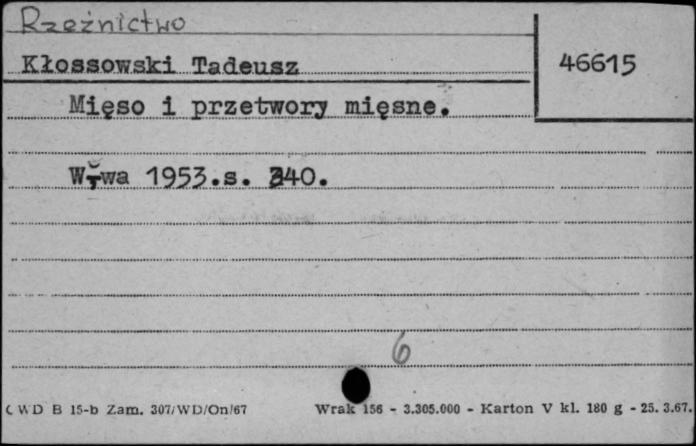 Rzeźnictwo
Kłossowski Tadeusz
46615
Mięso i przetwory mięsne.
W-wa 1953.s. 340.
6
CWD B 15-b Zam. 307/WD/On/67 Wrak 156 - 3.305.000 - Karton V kl. 180 g - 25. 3.67.